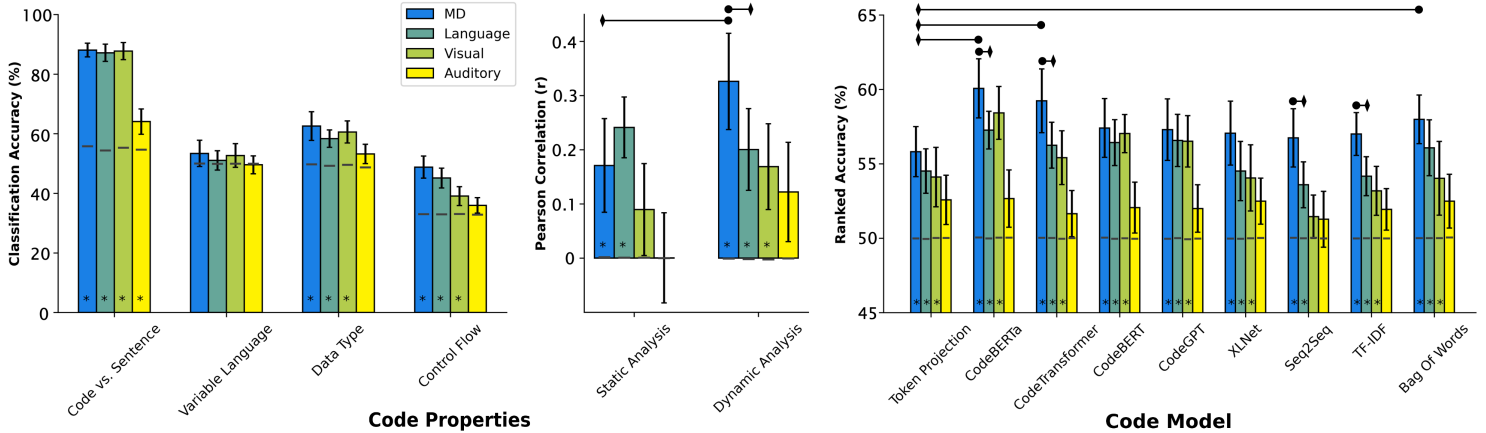 Classification Accuracy (%)
100
80
60
40
20
0
MD
Language
Visual
Auditory
* * * *
* * *
* * *
Code vs. Sentence
Variable Language
Data Type
Control Flow
Pearson Correlation (r)
0.4
0.3
0.2
0.1
0
* *
* * *
Static Analysis
Dynamic Analysis
Code Properties
Ranked Accuracy (%)
65
60
55
50
45
* * *
* * *
* * *
* * *
* * *
* * *
* *
* * *
* * *
Token Projection
CodeBERTa
CodeTransformer
CodeBERT
CodeGPT
XLNet
Seq2Seq
TF-IDF
Bag Of Words
Code Model